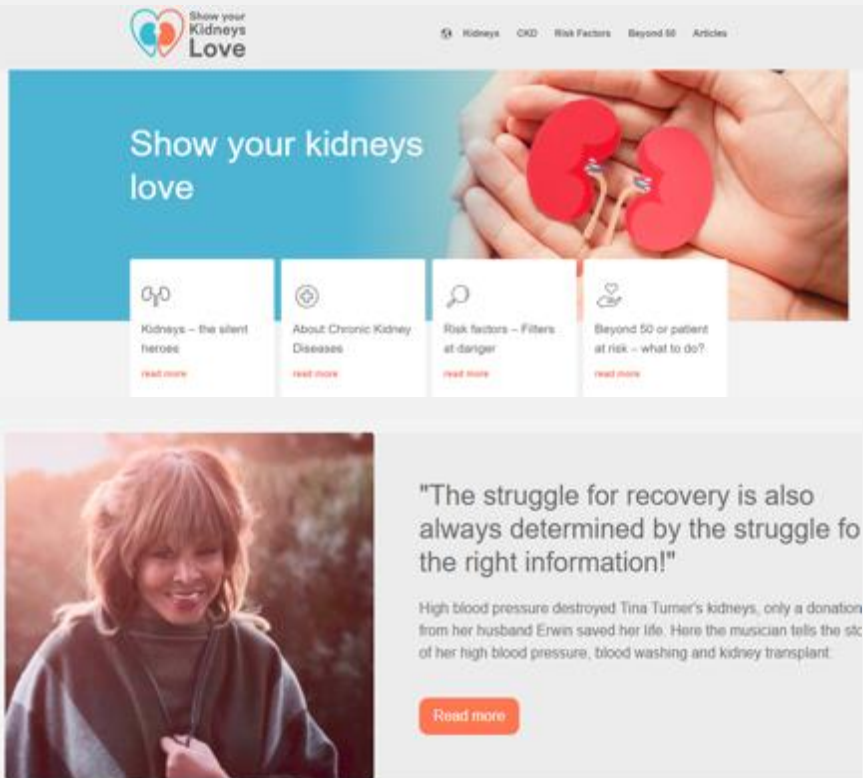 Show your
Kidneys
Love
Kidneys CKD Risk Factors Beyond 50 Articles
Show your kidneys
love
Kidneys – the silent
heroes
read more
About Chronic Kidney
Diseases
read more
Risk factors – Filters
at danger
read more
Beyond 50 or patient
at risk – what to do?
read more
"The struggle for recovery is also
always determined by the struggle fo
the right information!"
High blood pressure destroyed Tina Turner's kidneys, only a donation
from her husband Erwin saved her life. Here the musician tells the sto
of her high blood pressure, blood washing and kidney transplant.
Read more